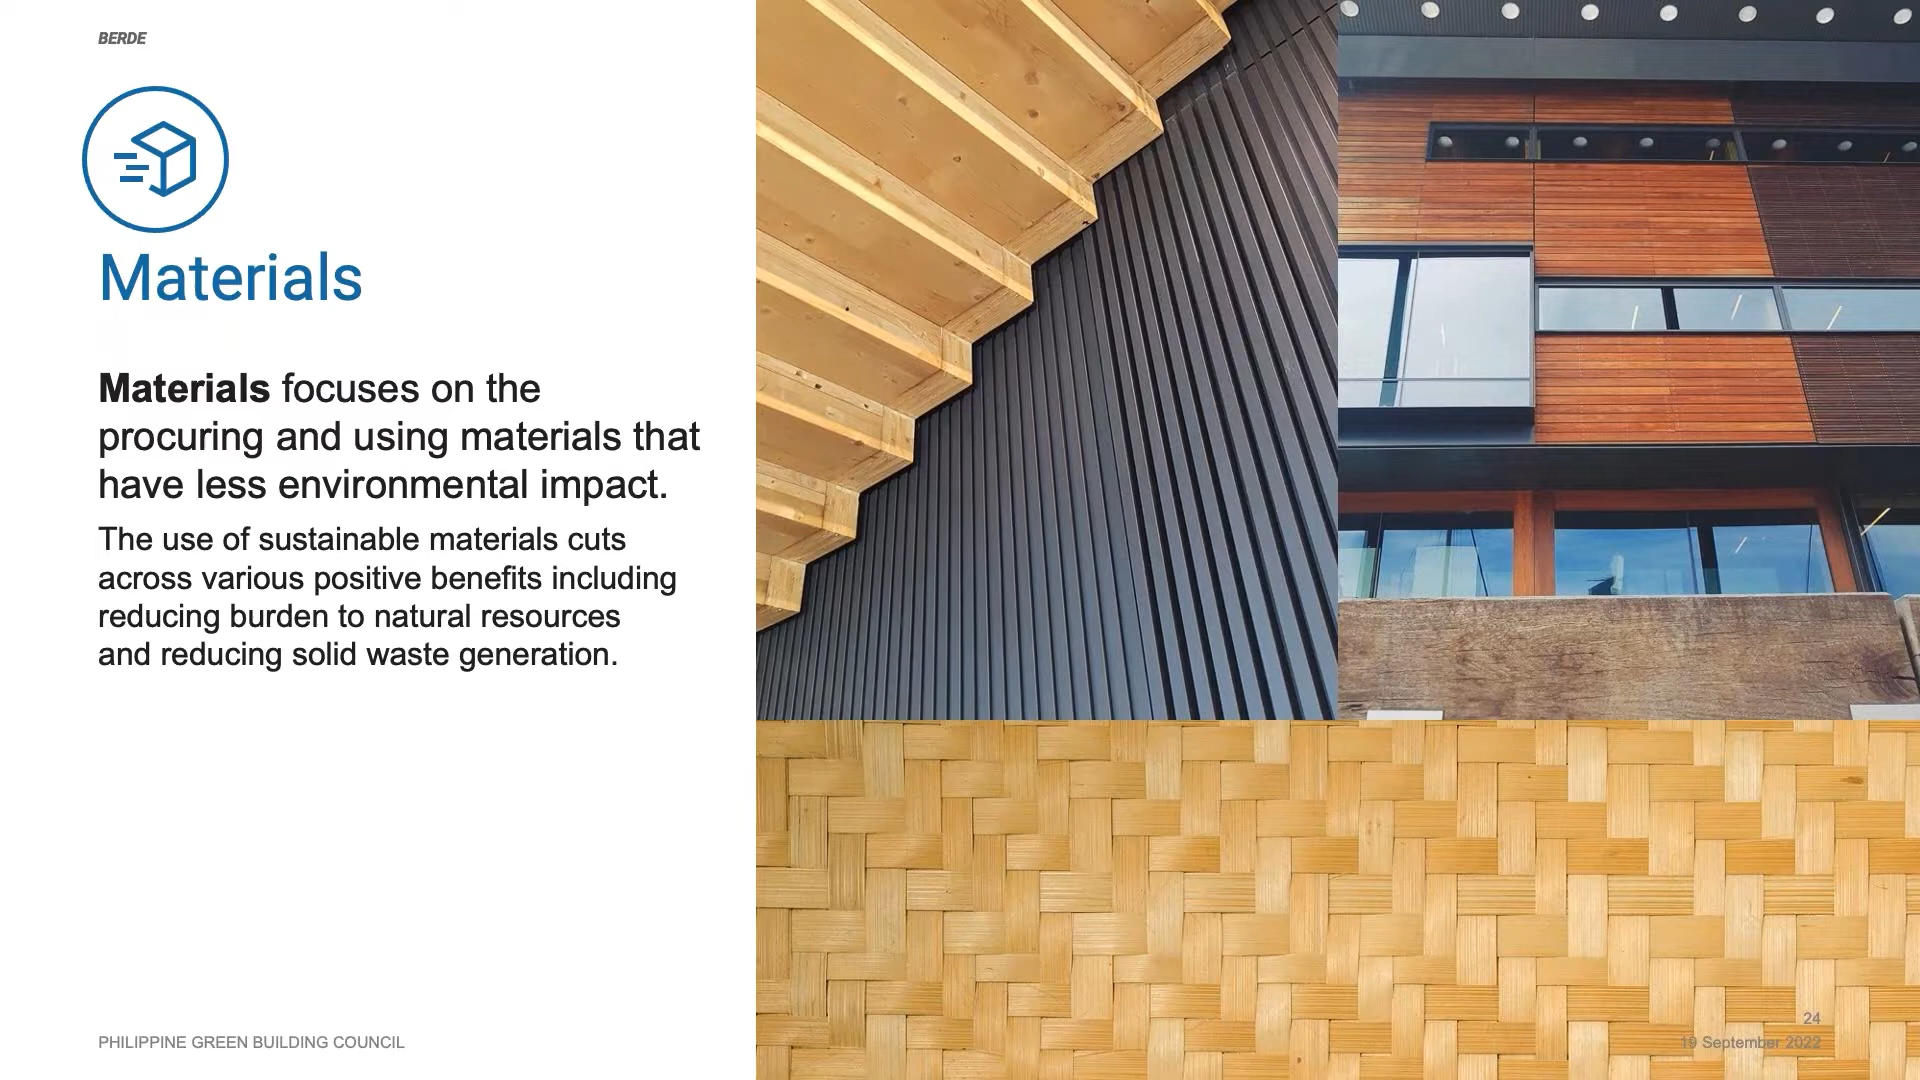 BERDE
Materials
Materials focuses on the
procuring and using materials that
have less environmental impact.
The use of sustainable materials cuts
across various positive benefits including
reducing burden to natural resources
and reducing solid waste generation.
PHILIPPINE GREEN BUILDING COUNCIL
24
19 September 2022